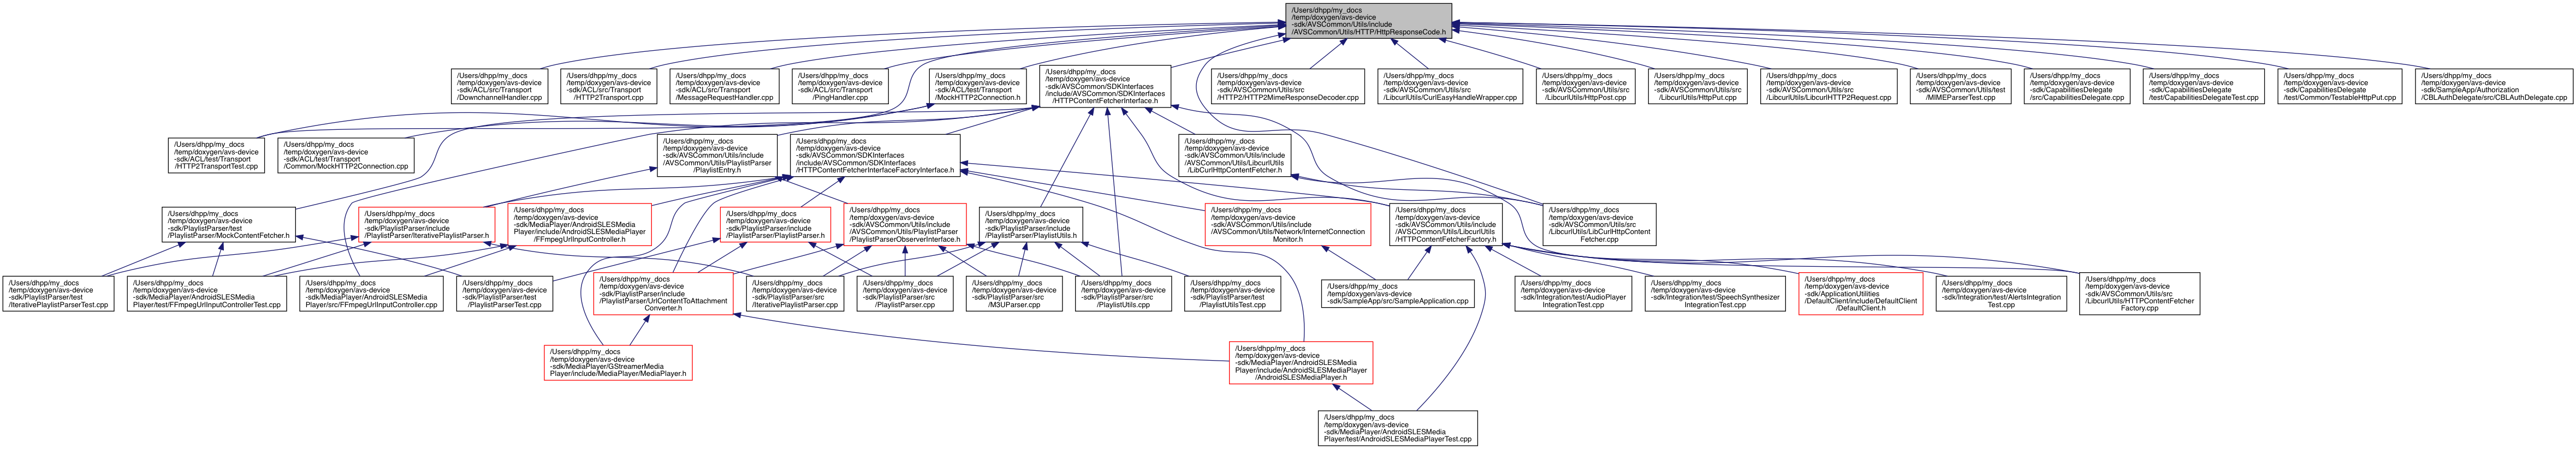 /Users/dhpp/my_docs
/temp/doxygen/avs-device
-sdk/AVSCommon/Utils/include
/AVSCommon/Utils/HTTP/HttpResponseCode.h
/Users/dhpp/my_docs
/temp/doxygen/avs-device
-sdk/ACL/src/Transport
/DownchannelHandler.cpp
/Users/dhpp/my_docs
/temp/doxygen/avs-device
-sdk/ACL/src/Transport
/HTTP2Transport.cpp
/Users/dhpp/my_docs
/temp/doxygen/avs-device
-sdk/ACL/src/Transport
/MessageRequestHandler.cpp
/Users/dhpp/my_docs
/temp/doxygen/avs-device
-sdk/ACL/src/Transport
/PingHandler.cpp
/Users/dhpp/my_docs
/temp/doxygen/avs-device
-sdk/ACL/test/Transport
/MockHTTP2Connection.h
/Users/dhpp/my_docs
/temp/doxygen/avs-device
-sdk/AVSCommon/SDKInterfaces
/include/AVSCommon/SDKInterfaces
/HTTPContentFetcherInterface.h
/Users/dhpp/my_docs
/temp/doxygen/avs-device
-sdk/AVSCommon/Utils/src
/HTTP2/HTTP2MimeResponseDecoder.cpp
/Users/dhpp/my_docs
/temp/doxygen/avs-device
-sdk/AVSCommon/Utils/src
/LibcurlUtils/CurlEasyHandleWrapper.cpp
/Users/dhpp/my_docs
/temp/doxygen/avs-device
-sdk/AVSCommon/Utils/src
/LibcurlUtils/HttpPost.cpp
/Users/dhpp/my_docs
/temp/doxygen/avs-device
-sdk/AVSCommon/Utils/src
/LibcurlUtils/HttpPut.cpp
/Users/dhpp/my_docs
/temp/doxygen/avs-device
-sdk/AVSCommon/Utils/src
/LibcurlUtils/LibcurlHTTP2Request.cpp
/Users/dhpp/my_docs
/temp/doxygen/avs-device
-sdk/AVSCommon/Utils/test
/MIMEParserTest.cpp
/Users/dhpp/my_docs
/temp/doxygen/avs-device
-sdk/CapabilitiesDelegate
/src/CapabilitiesDelegate.cpp
/Users/dhpp/my_docs
/temp/doxygen/avs-device
-sdk/CapabilitiesDelegate
/test/CapabilitiesDelegateTest.cpp
/Users/dhpp/my_docs
/temp/doxygen/avs-device
-sdk/CapabilitiesDelegate
/test/Common/TestableHttpPut.cpp
/Users/dhpp/my_docs
/temp/doxygen/avs-device
-sdk/SampleApp/Authorization
/CBLAuthDelegate/src/CBLAuthDelegate.cpp
/Users/dhpp/my_docs
/temp/doxygen/avs-device
-sdk/ACL/test/Transport
/HTTP2TransportTest.cpp
/Users/dhpp/my_docs
/temp/doxygen/avs-device
-sdk/ACL/test/Transport
/Common/MockHTTP2Connection.cpp
/Users/dhpp/my_docs
/temp/doxygen/avs-device
-sdk/AVSCommon/Utils/include
/AVSCommon/Utils/PlaylistParser
/PlaylistEntry.h
/Users/dhpp/my_docs
/temp/doxygen/avs-device
-sdk/AVSCommon/SDKInterfaces
/include/AVSCommon/SDKInterfaces
/HTTPContentFetcherInterfaceFactoryInterface.h
/Users/dhpp/my_docs
/temp/doxygen/avs-device
-sdk/AVSCommon/Utils/include
/AVSCommon/Utils/LibcurlUtils
/LibCurlHttpContentFetcher.h
/Users/dhpp/my_docs
/temp/doxygen/avs-device
-sdk/PlaylistParser/test
/PlaylistParser/MockContentFetcher.h
/Users/dhpp/my_docs
/temp/doxygen/avs-device
-sdk/PlaylistParser/include
/PlaylistParser/IterativePlaylistParser.h
/Users/dhpp/my_docs
/temp/doxygen/avs-device
-sdk/MediaPlayer/AndroidSLESMedia
Player/include/AndroidSLESMediaPlayer
/FFmpegUrlInputController.h
/Users/dhpp/my_docs
/temp/doxygen/avs-device
-sdk/PlaylistParser/include
/PlaylistParser/PlaylistParser.h
/Users/dhpp/my_docs
/temp/doxygen/avs-device
-sdk/AVSCommon/Utils/include
/AVSCommon/Utils/PlaylistParser
/PlaylistParserObserverInterface.h
/Users/dhpp/my_docs
/temp/doxygen/avs-device
-sdk/PlaylistParser/include
/PlaylistParser/PlaylistUtils.h
/Users/dhpp/my_docs
/temp/doxygen/avs-device
-sdk/AVSCommon/Utils/include
/AVSCommon/Utils/Network/InternetConnection
Monitor.h
/Users/dhpp/my_docs
/temp/doxygen/avs-device
-sdk/AVSCommon/Utils/include
/AVSCommon/Utils/LibcurlUtils
/HTTPContentFetcherFactory.h
/Users/dhpp/my_docs
/temp/doxygen/avs-device
-sdk/AVSCommon/Utils/src
/LibcurlUtils/LibCurlHttpContent
Fetcher.cpp
/Users/dhpp/my_docs
/temp/doxygen/avs-device
-sdk/PlaylistParser/test
/IterativePlaylistParserTest.cpp
/Users/dhpp/my_docs
/temp/doxygen/avs-device
-sdk/MediaPlayer/AndroidSLESMedia
Player/test/FFmpegUrlInputControllerTest.cpp
/Users/dhpp/my_docs
/temp/doxygen/avs-device
-sdk/MediaPlayer/AndroidSLESMedia
Player/src/FFmpegUrlInputController.cpp
/Users/dhpp/my_docs
/temp/doxygen/avs-device
-sdk/PlaylistParser/test
/PlaylistParserTest.cpp
/Users/dhpp/my_docs
/temp/doxygen/avs-device
-sdk/PlaylistParser/include
/PlaylistParser/UrlContentToAttachment
Converter.h
/Users/dhpp/my_docs
/temp/doxygen/avs-device
-sdk/PlaylistParser/src
/IterativePlaylistParser.cpp
/Users/dhpp/my_docs
/temp/doxygen/avs-device
-sdk/PlaylistParser/src
/PlaylistParser.cpp
/Users/dhpp/my_docs
/temp/doxygen/avs-device
-sdk/PlaylistParser/src
/M3UParser.cpp
/Users/dhpp/my_docs
/temp/doxygen/avs-device
-sdk/PlaylistParser/src
/PlaylistUtils.cpp
/Users/dhpp/my_docs
/temp/doxygen/avs-device
-sdk/PlaylistParser/test
/PlaylistUtilsTest.cpp
/Users/dhpp/my_docs
/temp/doxygen/avs-device
-sdk/SampleApp/src/SampleApplication.cpp
/Users/dhpp/my_docs
/temp/doxygen/avs-device
-sdk/Integration/test/AudioPlayer
IntegrationTest.cpp
/Users/dhpp/my_docs
/temp/doxygen/avs-device
-sdk/Integration/test/SpeechSynthesizer
IntegrationTest.cpp
/Users/dhpp/my_docs
/temp/doxygen/avs-device
-sdk/ApplicationUtilities
/DefaultClient/include/DefaultClient
/DefaultClient.h
/Users/dhpp/my_docs
/temp/doxygen/avs-device
-sdk/Integration/test/AlertsIntegration
Test.cpp
/Users/dhpp/my_docs
/temp/doxygen/avs-device
-sdk/AVSCommon/Utils/src
/LibcurlUtils/HTTPContentFetcher
Factory.cpp
/Users/dhpp/my_docs
/temp/doxygen/avs-device
-sdk/MediaPlayer/GStreamerMedia
Player/include/MediaPlayer/MediaPlayer.h
/Users/dhpp/my_docs
/temp/doxygen/avs-device
-sdk/MediaPlayer/AndroidSLESMedia
Player/include/AndroidSLESMediaPlayer
/AndroidSLESMediaPlayer.h
/Users/dhpp/my_docs
/temp/doxygen/avs-device
-sdk/MediaPlayer/AndroidSLESMedia
Player/test/AndroidSLESMediaPlayerTest.cpp